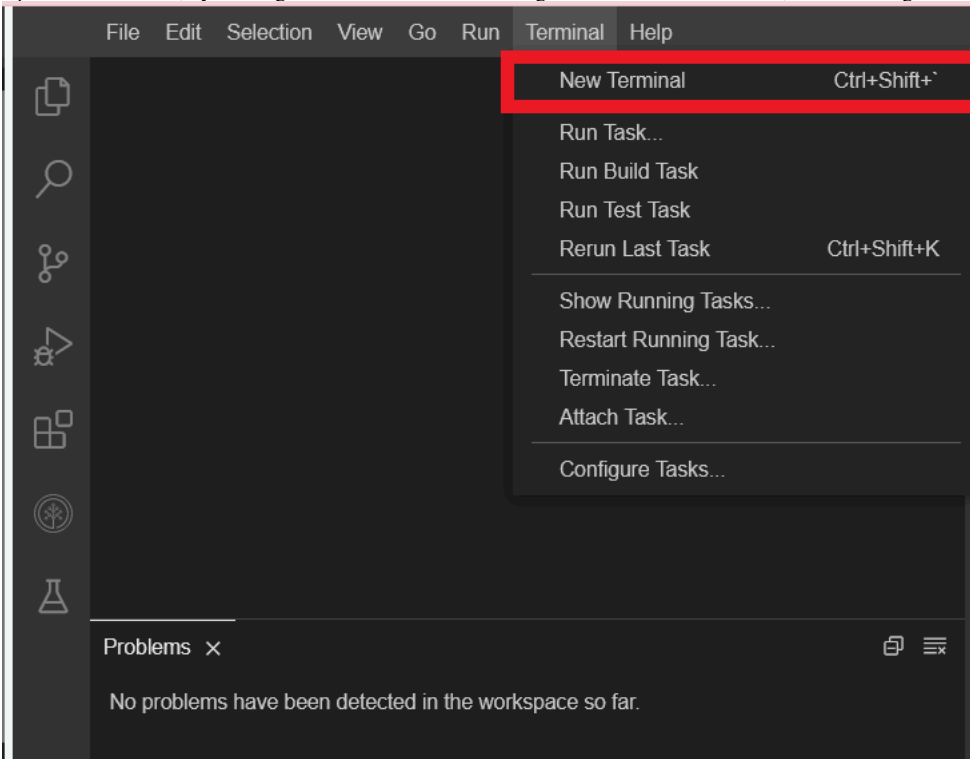 File Edit Selection View Go Run Terminal Help
New Terminal Ctrl+Shift+`
Run Task...
Run Build Task
Run Test Task
Rerun Last Task Ctrl+Shift+K
Show Running Tasks...
Restart Running Task...
Terminate Task...
Attach Task...
Configure Tasks...
Problems
No problems have been detected in the workspace so far.